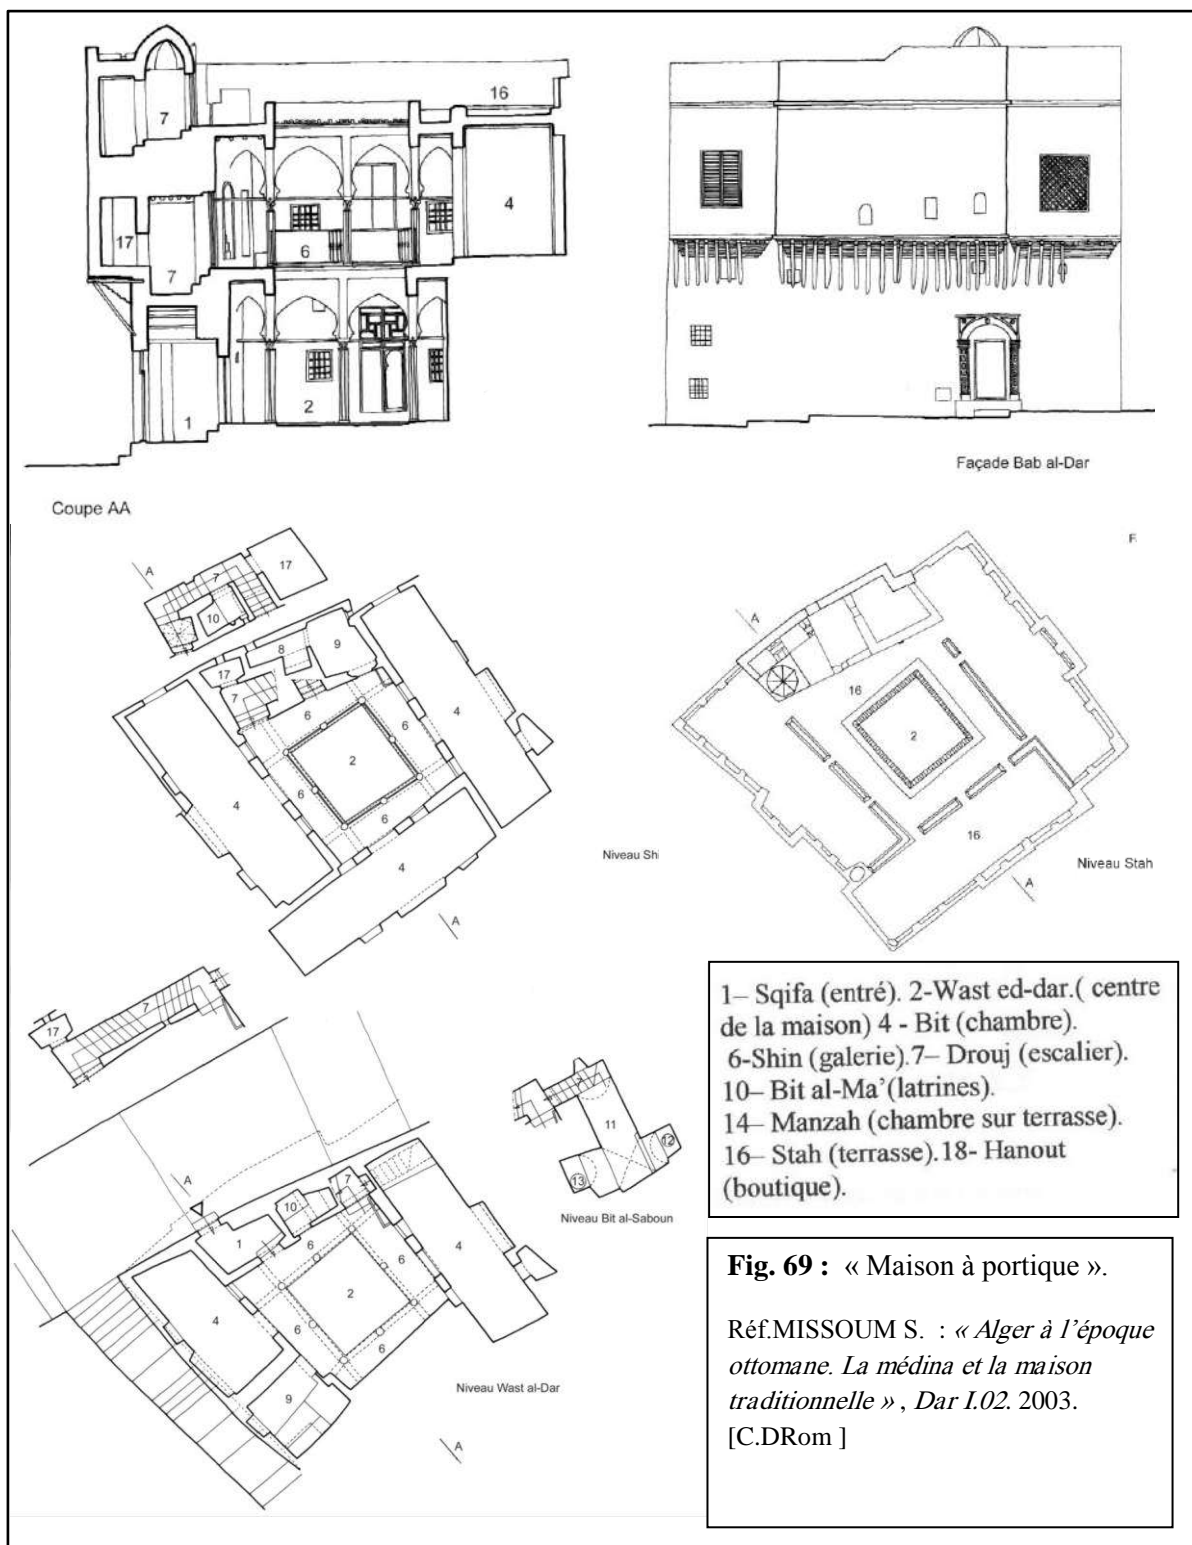 7
16
4
17
7
6
1
2
Coupe AA
Façade Bab al-Dar
A
7
17
10
8
9
17
7
6
6
4
2
4
6
6
4
A
Niveau Shi
F.
A
16
2
16
A
Niveau Stah
7
17
7
11
12
13
Niveau Bit al-Saboun
A
10
7
1
6
6
4
2
4
6
6
9
A
Niveau Wast al-Dar
1– Sqifa (entré). 2-Wast ed-dar.( centre
de la maison) 4 - Bit (chambre).
6-Shin (galerie).7– Drouj (escalier).
10– Bit al-Ma’(latrines).
14– Manzah (chambre sur terrasse).
16– Stah (terrasse).18- Hanout
(boutique).
Fig. 69 : « Maison à portique ».
Réf.MISSOUM S. : « Alger à l’époque
ottomane. La médina et la maison
traditionnelle » , Dar I.02. 2003.
[C.DRom ]